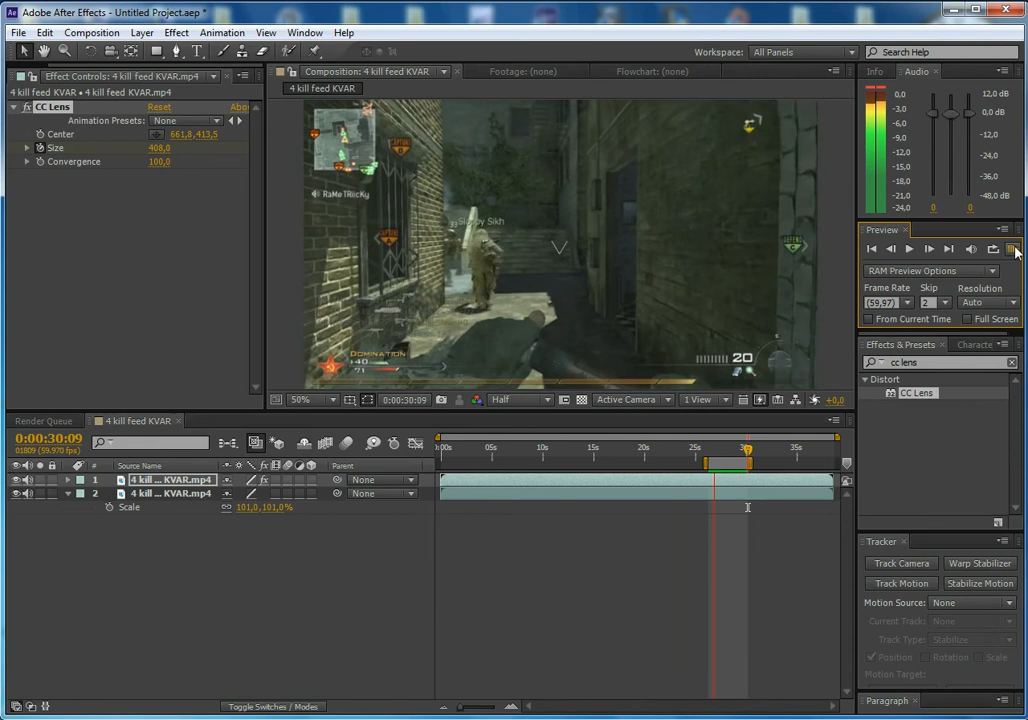 Adobe After Effects - Untitled Project.aep *
File Edit Composition Layer Effect Animation View Window Help
Workspace: All Panels Search Help
Effect Controls: 4 kill feed KVAR.mp4
4 kill feed KVAR • 4 kill feed KVAR.mp4
fx CC Lens Reset Abou
Animation Presets: None
Center 661,8,413,5
Size 408,0
Convergence 100,0
Composition: 4 kill feed KVAR Footage: (none) Flowchart: (none)
4 kill feed KVAR
CAPTURE
RaMe TRicKy
33 Sloppy Sikh
CAPTURE
DEFEND
DOMINATION
+40
71
20
50% 0:00:30:09 Half Active Camera 1 View +0,0
Info Audio
0,0
-3,0
-6,0
-9,0
-12,0
-15,0
-18,0
-21,0
-24,0
12,0 dB
0,0 dB
-12,0
-24,0
-36,0
-48,0 dB
0 0
Preview
RAM Preview Options
Frame Rate Skip Resolution
(59,97) 2 Auto
From Current Time Full Screen
Effects & Presets Characte
cc lens
Distort
CC Lens
Tracker
Track Camera Warp Stabilizer
Track Motion Stabilize Motion
Motion Source: None
Current Track: None
Track Type: Stabilize
Position Rotation Scale
Motion Target:
Paragraph
Render Queue 4 kill feed KVAR
0:00:30:09
01809 (59.970 fps)
# Source Name Parent
1 4 kill ... KVAR.mp4 None
2 4 kill ... KVAR.mp4 None
Scale 101,0,101,0%
):00s 05s 10s 15s 20s 25s 30s 35s
Toggle Switches / Modes